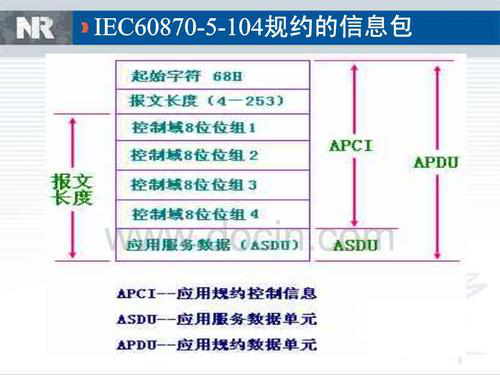 NR
IEC60870-5-104规约的信息包
起始字符 68H
报文长度（4－253）
控制域8位位组1
控制域8位位组2
控制域8位位组3
控制域8位位组4
应用服务数据（ASDU）
报文
长度
APCI
ASDU
APDU
www.docin.com
APCI--应用规约控制信息
ASDU--应用服务数据单元
APDU--应用规约数据单元